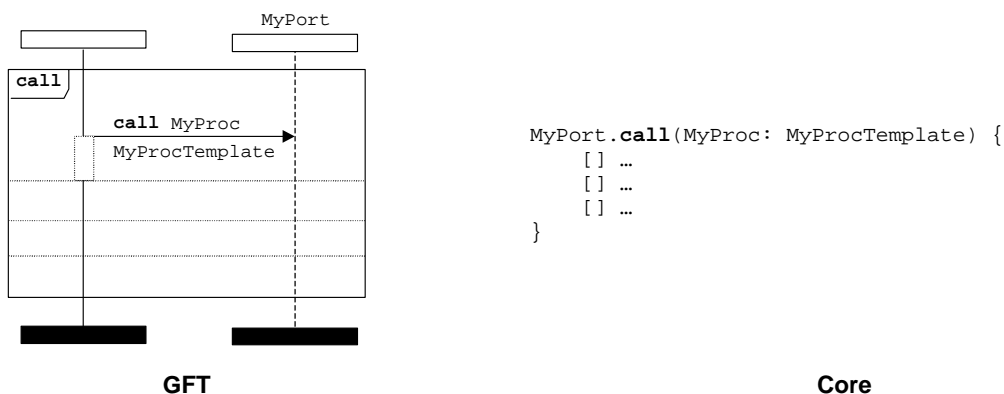 MyPort
call
call MyProc
MyProcTemplate
MyPort.call(MyProc: MyProcTemplate) {
[] …
[] …
[] …
}
GFT
Core